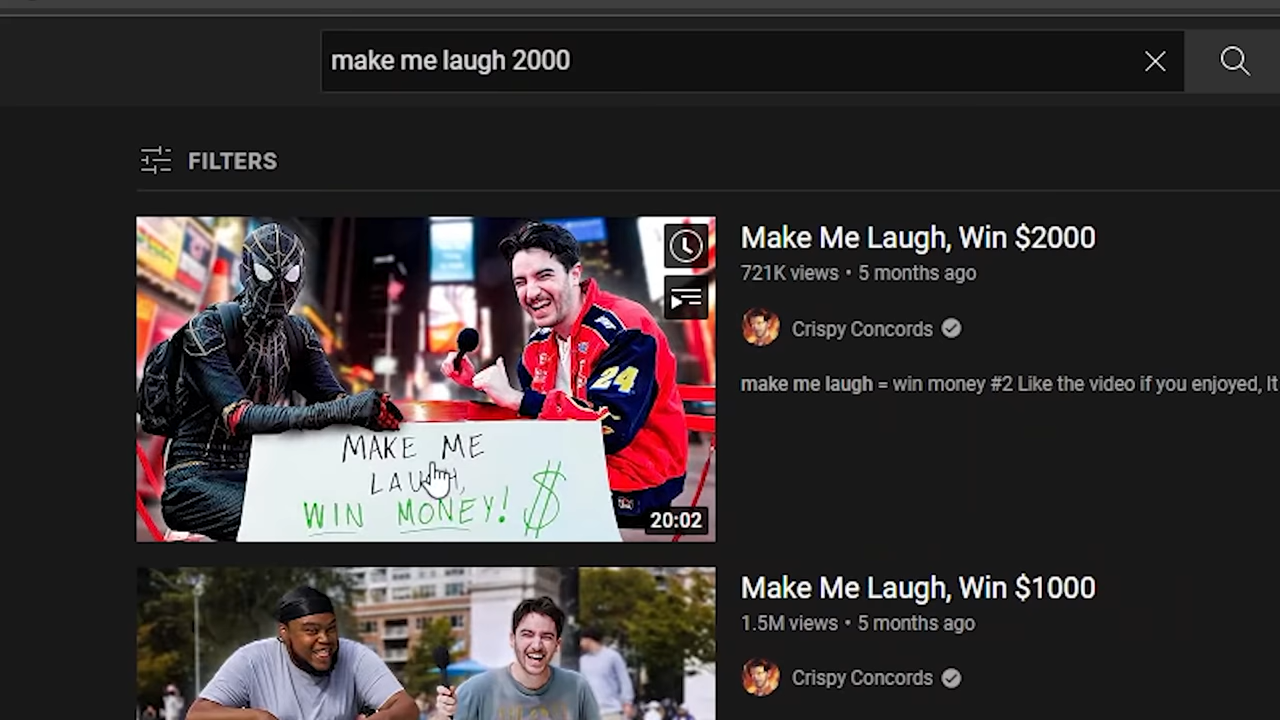 make me laugh 2000
FILTERS
Make Me Laugh, Win $2000
721K views • 5 months ago
Crispy Concords
make me laugh = win money #2 Like the video if you enjoyed, It
24
MAKE ME
LAUGH,
WIN MONEY! $
20:02
Make Me Laugh, Win $1000
1.5M views • 5 months ago
Crispy Concords